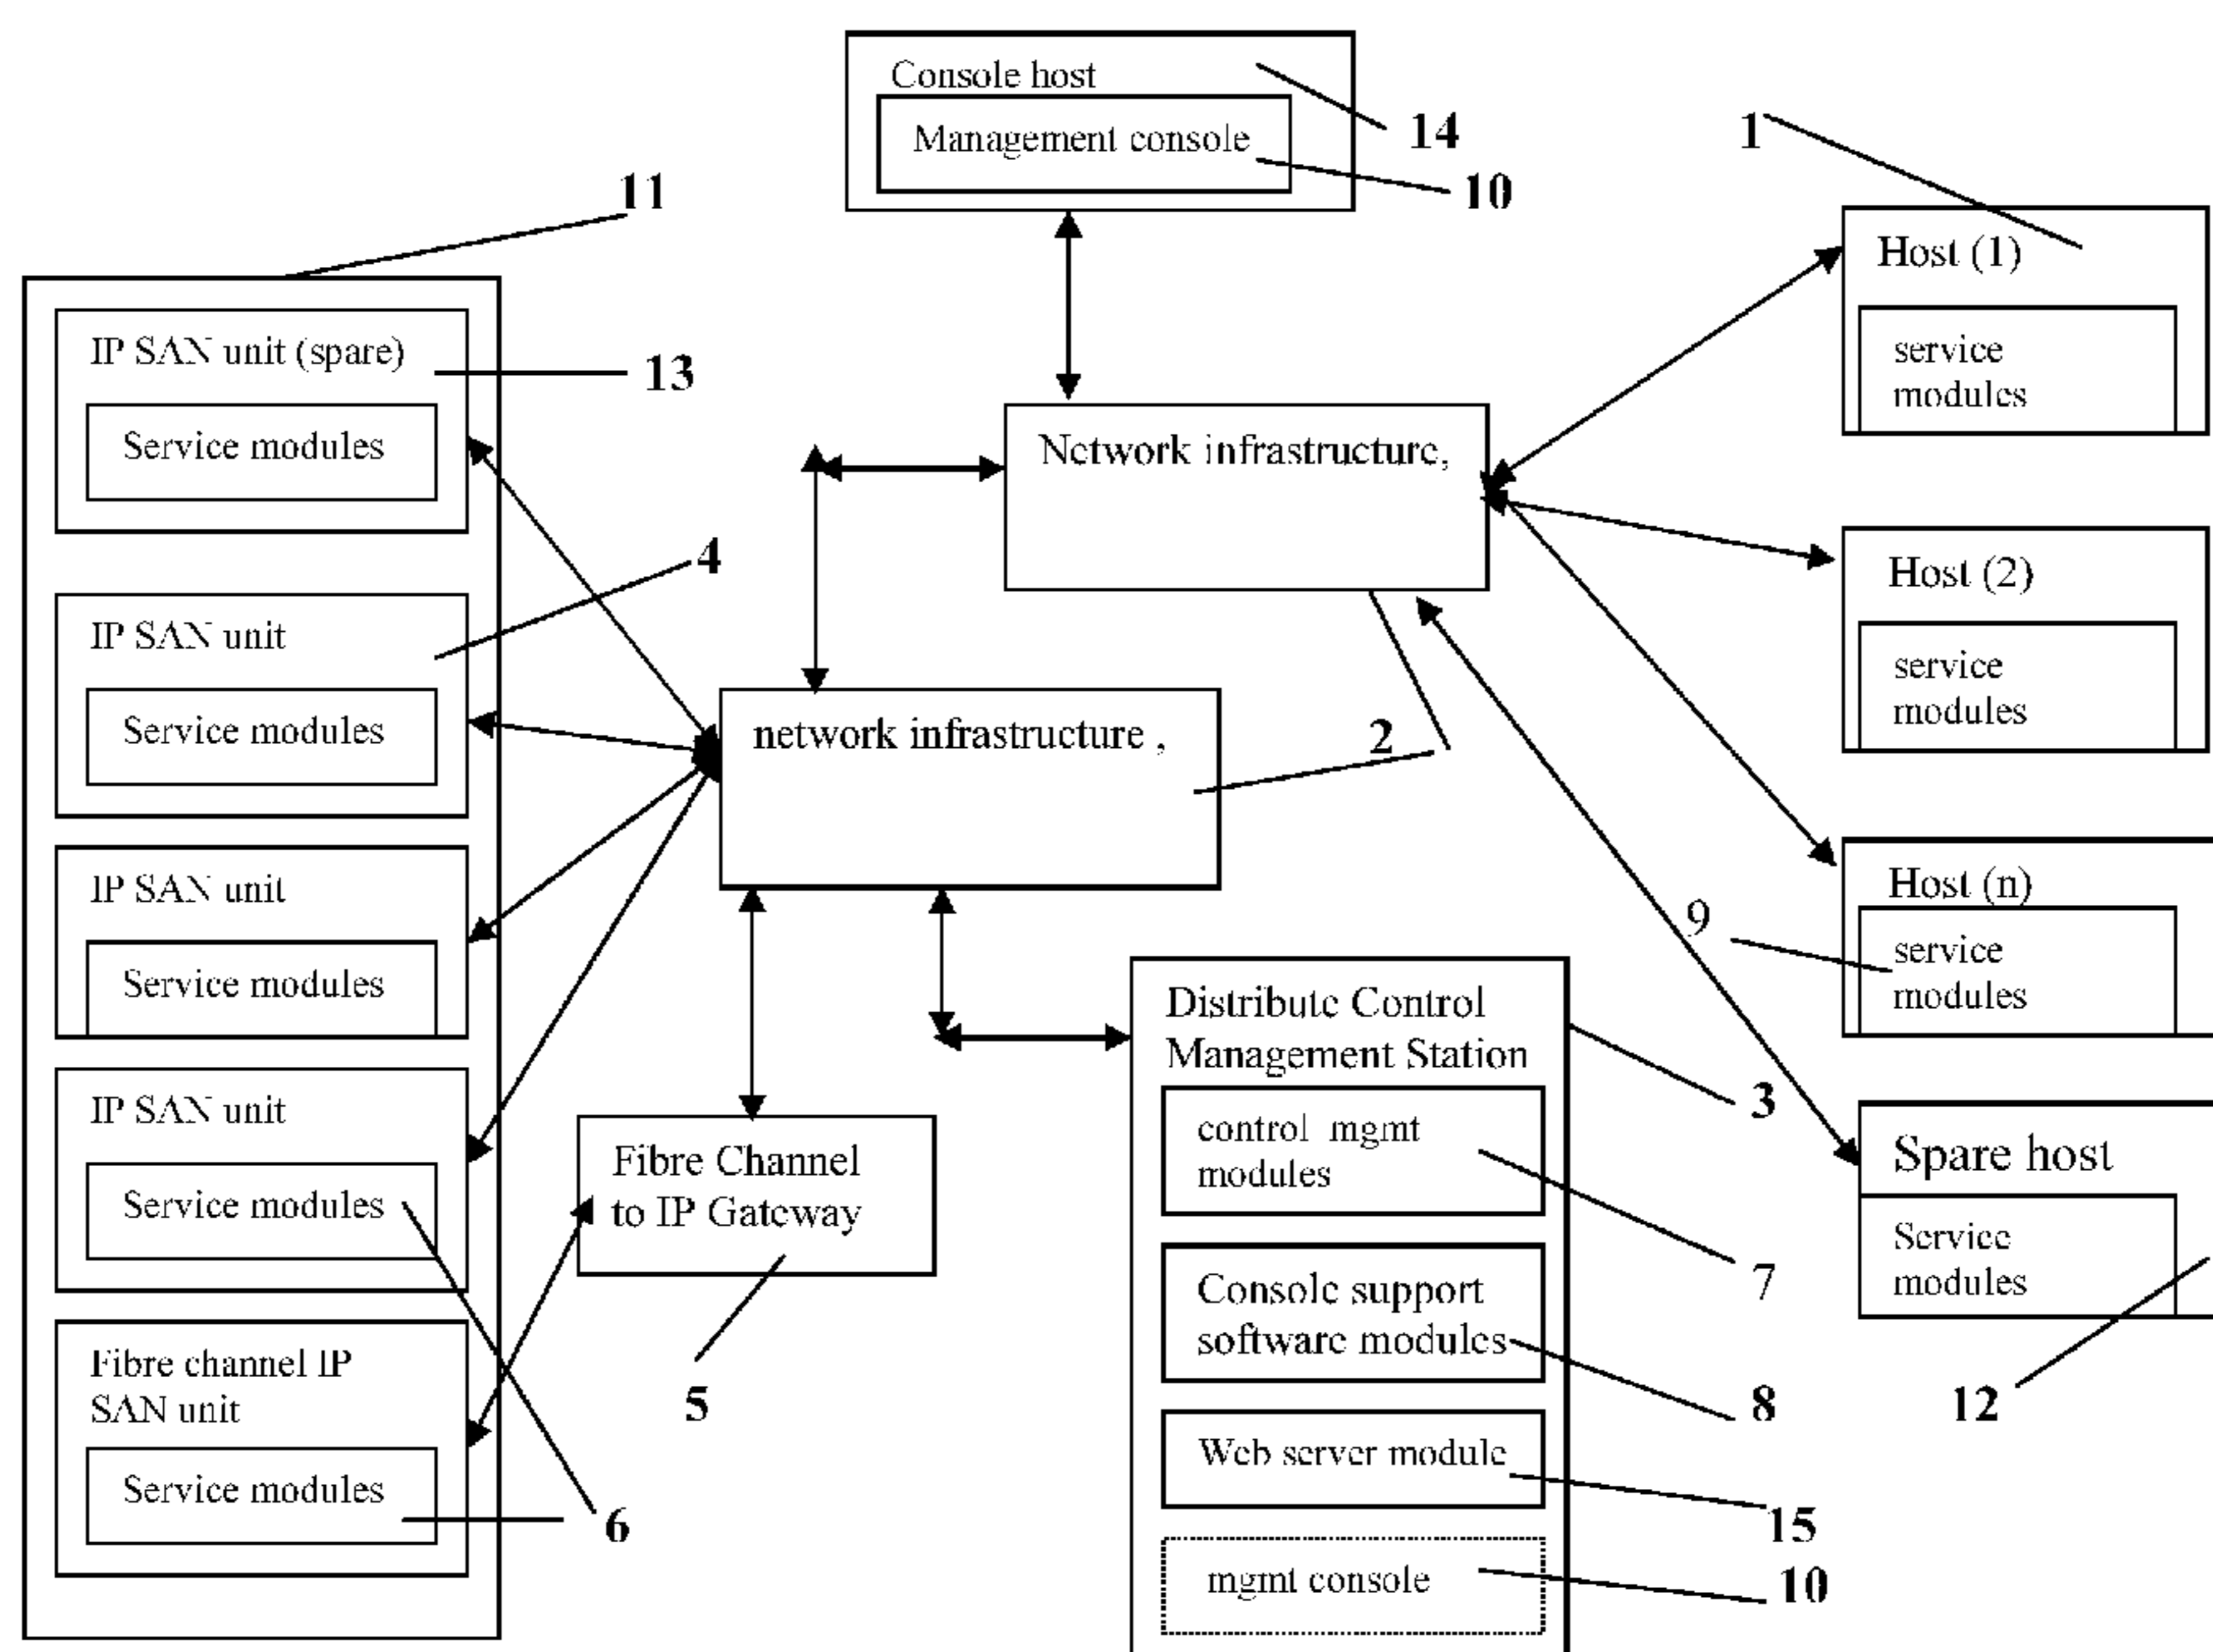 Console host
Management console
14
10
1
11
Host (1)
service
modules
IP SAN unit (spare)
13
Service modules
Network infrastructure,
4
Host (2)
service
modules
IP SAN unit
Service modules
network infrastructure ,
2
IP SAN unit
Service modules
Host (n)
9
service
modules
Distribute Control
Management Station
3
IP SAN unit
Service modules
Fibre Channel
to IP Gateway
5
control mgmt
modules
7
Spare host
Service
modules
12
Console support
software modules
8
Fibre channel IP
SAN unit
Service modules
6
Web server module
15
mgmt console
10